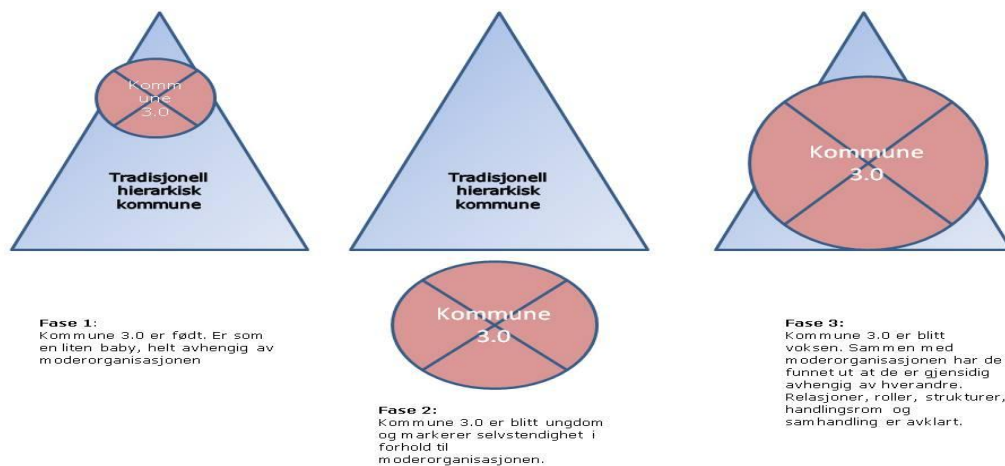 Komm
une
3.0
Tradisjonell
hierarkisk
kommune
Fase 1:
Kommune 3.0 er født. Er som
en liten baby, helt avhengig av
moderorganisasjonen
Tradisjonell
hierarkisk
kommune
Kommune
3.0
Fase 2:
Kommune 3.0 er blitt ungdom
og markerer selvstendighet i
forhold til
moderorganisasjonen.
Kommune
3.0
Fase 3:
Kommune 3.0 er blitt
voksen. Sammen med
moderorganisasjonen har de
funnet ut at de er gjensidig
avhengig av hverandre.
Relasjoner, roller, strukturer,
handlingsrom og
samhandling er avklart.